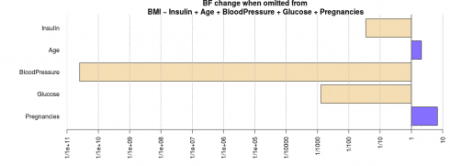 BF change when omitted from
BMI ~ Insulin + Age + BloodPressure + Glucose + Pregnancies
Insulin
Age
BloodPressure
Glucose
Pregnancies
1/1e+11
1/1e+10
1/1e+09
1/1e+08
1/1e+07
1/1e+06
1/1e+05
1/10000
1/1000
1/100
1/10
1
10